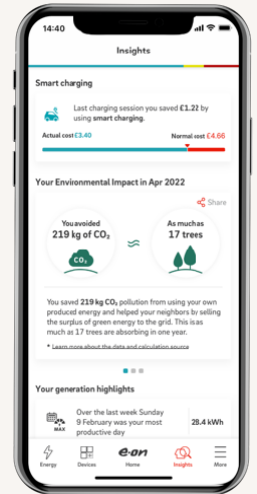 14:40
Insights
Smart charging
Last charging session you saved £1.22 by
using smart charging.
Actual cost £3.40
Normal cost £4.66
Your Environmental Impact in Apr 2022
Share
You avoided
219 kg of CO₂
CO₂
As much as
17 trees
You saved 219 kg CO₂ pollution from using your own
produced energy and helped your neighbors by selling
the surplus of green energy to the grid. This is as
much as 17 trees are absorbing in one year.
* Learn more about the data and calculation source
Your generation highlights
MAX
Over the last week Sunday
9 February was your most
productive day
28.4 kWh
Energy
Devices
e·on
Home
Insights
More